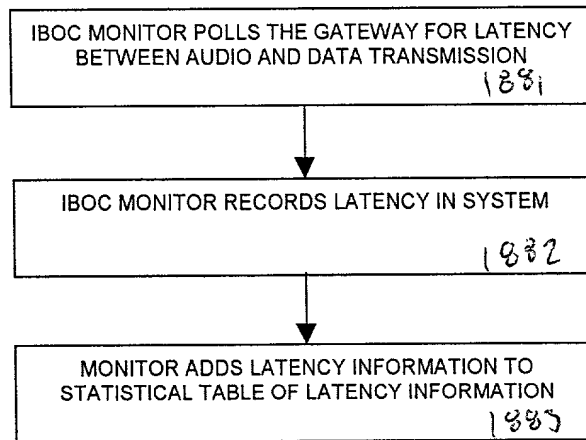 IBOC MONITOR POLLS THE GATEWAY FOR LATENCY
BETWEEN AUDIO AND DATA TRANSMISSION
1881
IBOC MONITOR RECORDS LATENCY IN SYSTEM
1882
MONITOR ADDS LATENCY INFORMATION TO
STATISTICAL TABLE OF LATENCY INFORMATION
1883